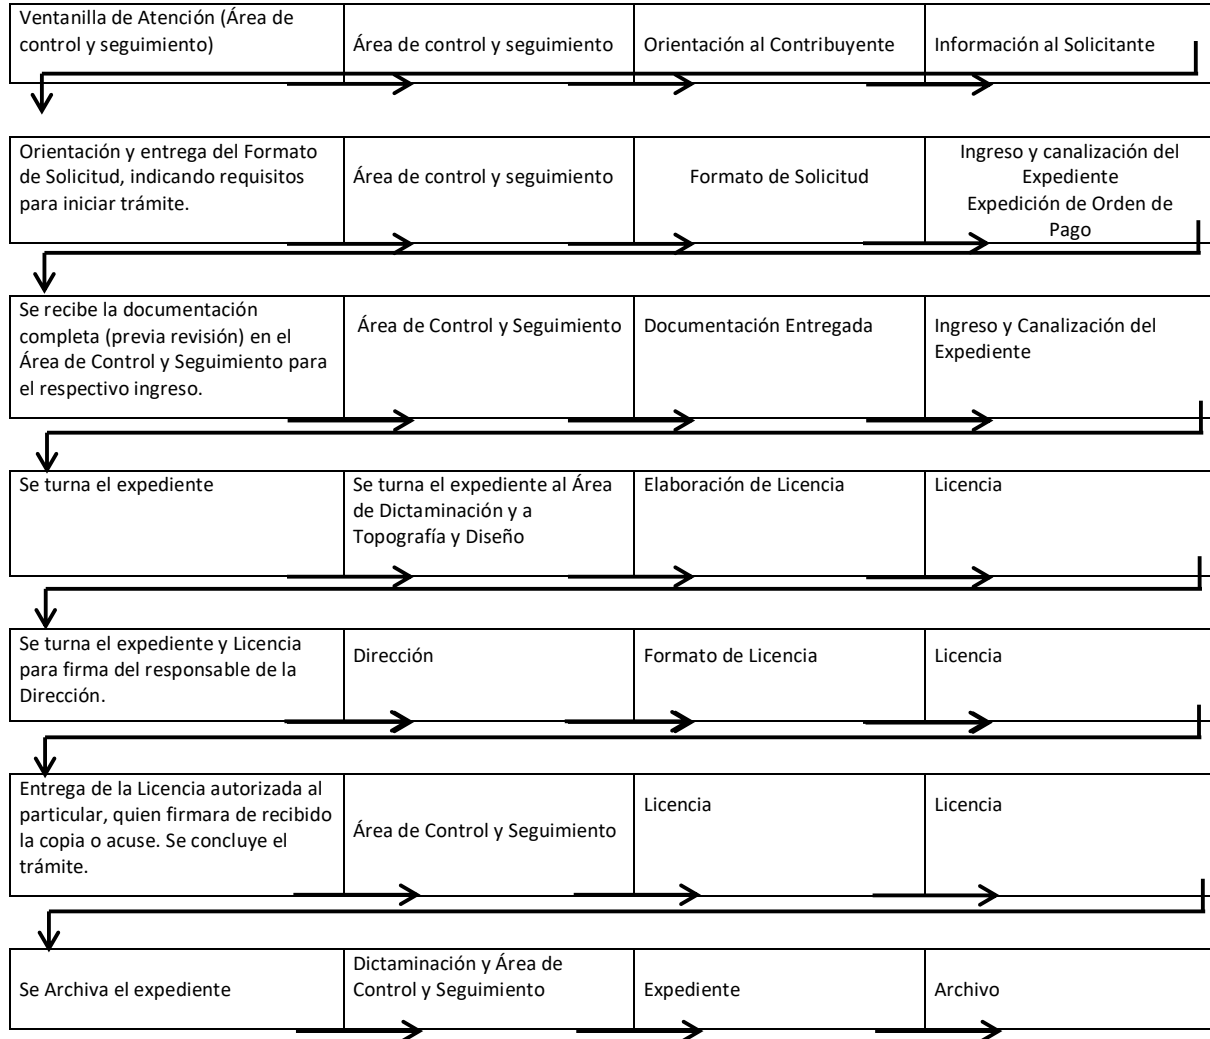 Ventanilla de Atención (Área de
control y seguimiento)
Área de control y seguimiento
Orientación al Contribuyente
Información al Solicitante
Orientación y entrega del Formato
de Solicitud, indicando requisitos
para iniciar trámite.
Área de control y seguimiento
Formato de Solicitud
Ingreso y canalización del
Expediente
Expedición de Orden de
Pago
Se recibe la documentación
completa (previa revisión) en el
Área de Control y Seguimiento para
el respectivo ingreso.
Área de Control y Seguimiento
Documentación Entregada
Ingreso y Canalización del
Expediente
Se turna el expediente
Se turna el expediente al Área
de Dictaminación y a
Topografía y Diseño
Elaboración de Licencia
Licencia
Se turna el expediente y Licencia
para firma del responsable de la
Dirección.
Dirección
Formato de Licencia
Licencia
Entrega de la Licencia autorizada al
particular, quien firmara de recibido
la copia o acuse. Se concluye el
trámite.
Área de Control y Seguimiento
Licencia
Licencia
Se Archiva el expediente
Dictaminación y Área de
Control y Seguimiento
Expediente
Archivo